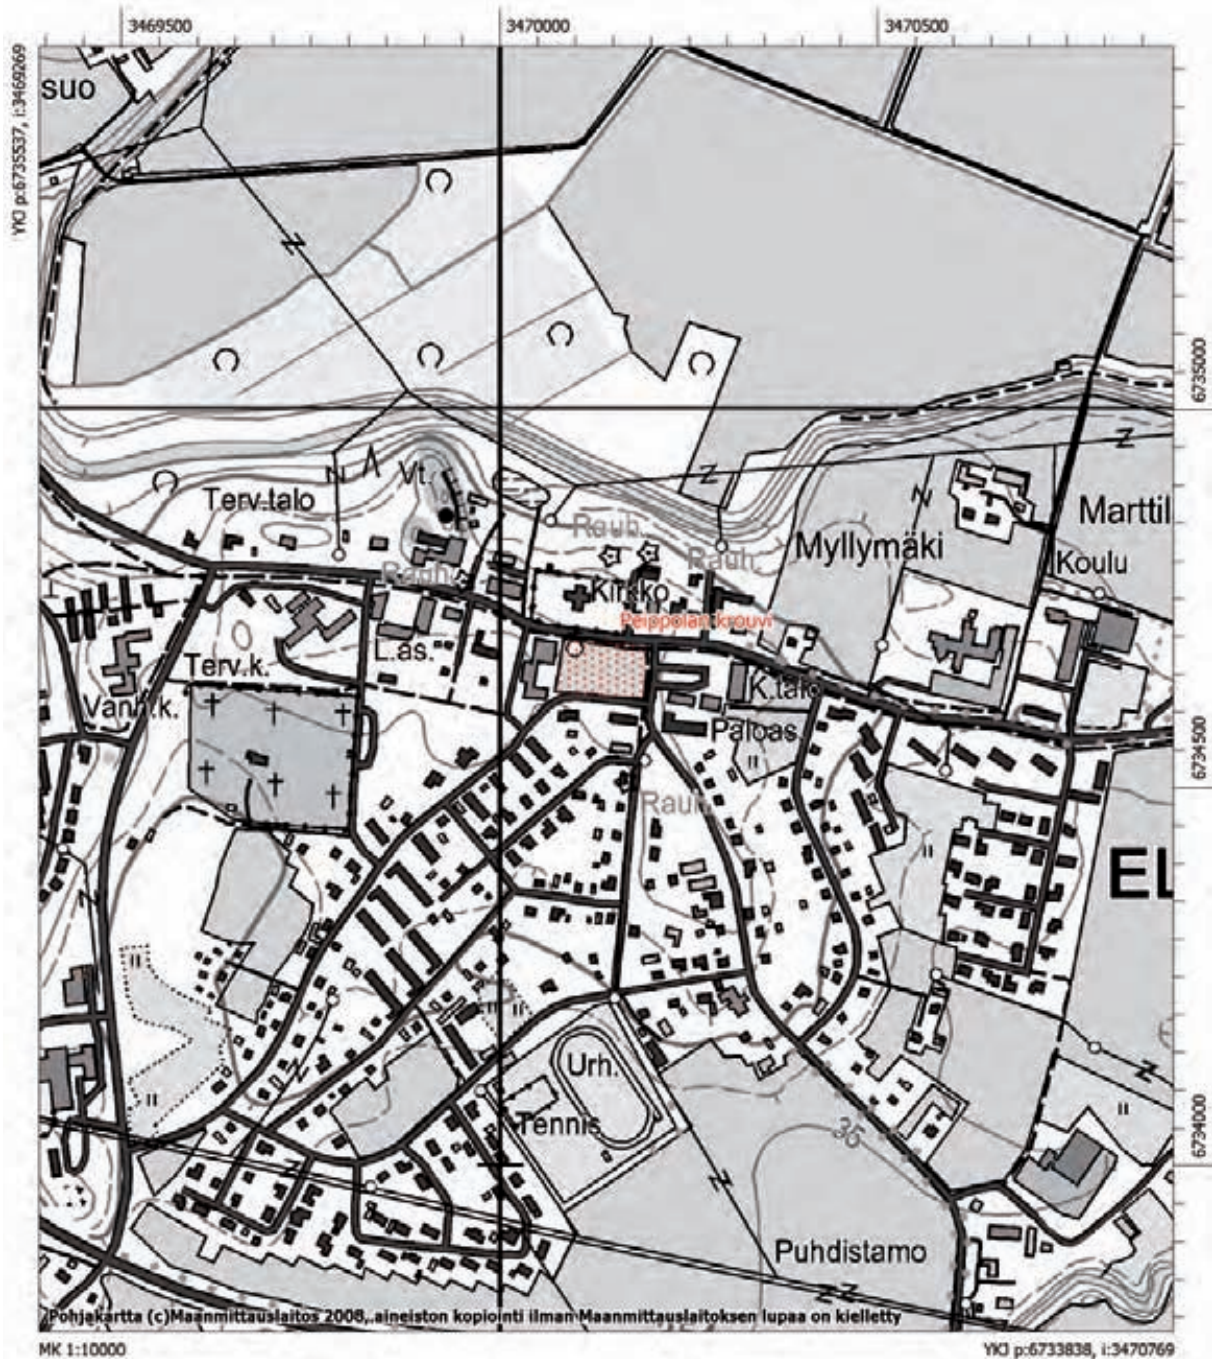 3469500
3470000
3470500
YKJ p:6735537, i:3469269
suo
6735000
Vt.
Terv.talo
Rauh.
Rauh.
Rauh.
Myllymäki
Marttil
Koulu
Kirkko
Peippolan krouvi
L.as.
Terv.k.
Vanh.k.
K.talo
Paloas.
6734500
Rauh.
EL
Urh.
Tennis
35
6734000
Puhdistamo
Pohjakartta (c)Maanmittauslaitos 2008, aineiston kopiointi ilman Maanmittauslaitoksen lupaa on kielletty
MK 1:10000
YKJ p:6733838, i:3470769